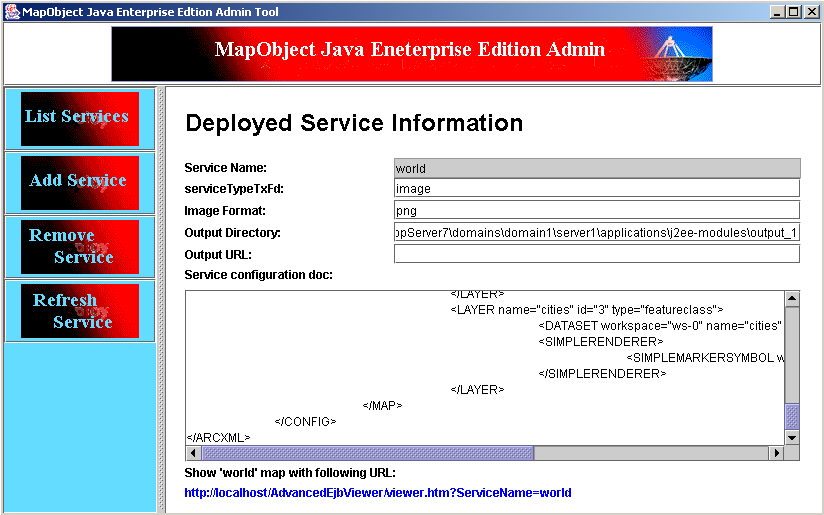 MapObject Java Enterprise Edtion Admin Tool
MapObject Java Eneterprise Edition Admin
List Services
Add Service
Remove
Service
Refresh
Service
Deployed Service Information
Service Name: world
serviceTypeTxFd: image
Image Format: png
Output Directory: ppServer7\domains\domain1\server1\applications\j2ee-modules\output_1
Output URL:
Service configuration doc:
</LAYER>
<LAYER name="cities" id="3" type="featureclass">
<DATASET workspace="ws-0" name="cities"
<SIMPLERENDERER>
<SIMPLEMARKERSYMBOL w
</SIMPLERENDERER>
</LAYER>
</MAP>
</CONFIG>
</ARCXML>
Show 'world' map with following URL:
http://localhost/AdvancedEjbViewer/viewer.htm?ServiceName=world